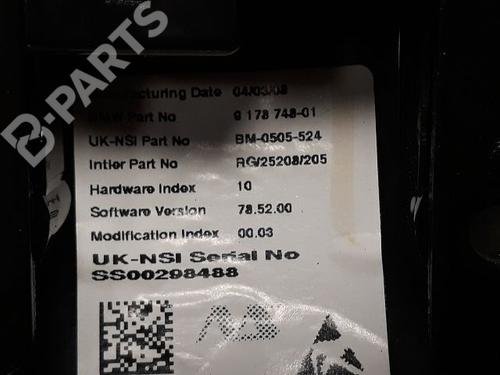 B-PARTS
Manufacturing Date 04/03/08
BMW Part No 9 178 748-01
UK-NSI Part No BM-0505-524
Intier Part No RG/25208/205
Hardware Index 10
Software Version 78.52.00
Modification Index 00.03
UK-NSI Serial No
SS00298488